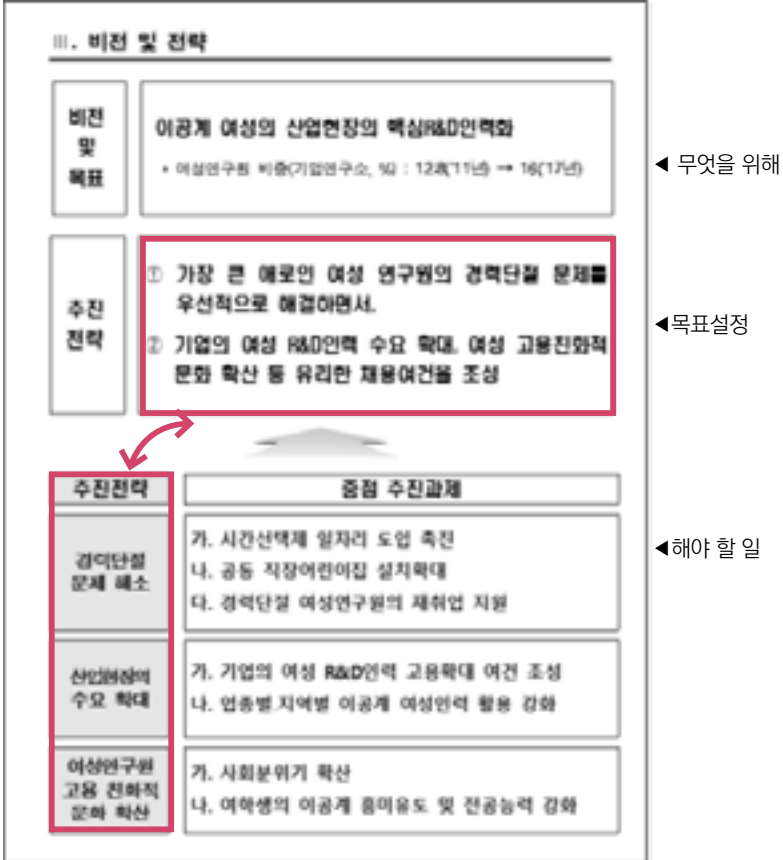 Ⅲ. 비전 및 전략
비전
및
목표
이공계 여성의 산업현장의 핵심R&D인력화
• 여성연구원 비중(기업연구소, %) : 12.8('11년) → 16('17년)
◀ 무엇을 위해
추진
전략
① 가장 큰 애로인 여성 연구원의 경력단절 문제를
우선적으로 해결하면서,
② 기업의 여성 R&D인력 수요 확대, 여성 고용친화적
문화 확산 등 유리한 채용여건을 조성
◀목표설정
추진전략
중점 추진과제
경력단절
문제 해소
가. 시간선택제 일자리 도입 촉진
나. 공동 직장어린이집 설치확대
다. 경력단절 여성연구원의 재취업 지원
◀해야 할 일
산업현장의
수요 확대
가. 기업의 여성 R&D인력 고용확대 여건 조성
나. 업종별.지역별 이공계 여성인력 활용 강화
여성연구원
고용 친화적
문화 확산
가. 사회분위기 확산
나. 여학생의 이공계 흥미유도 및 전공능력 강화